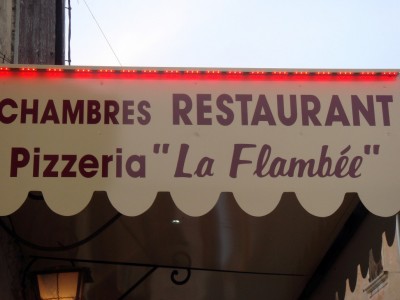 CHAMBRES RESTAURANT
Pizzeria "La Flambée"